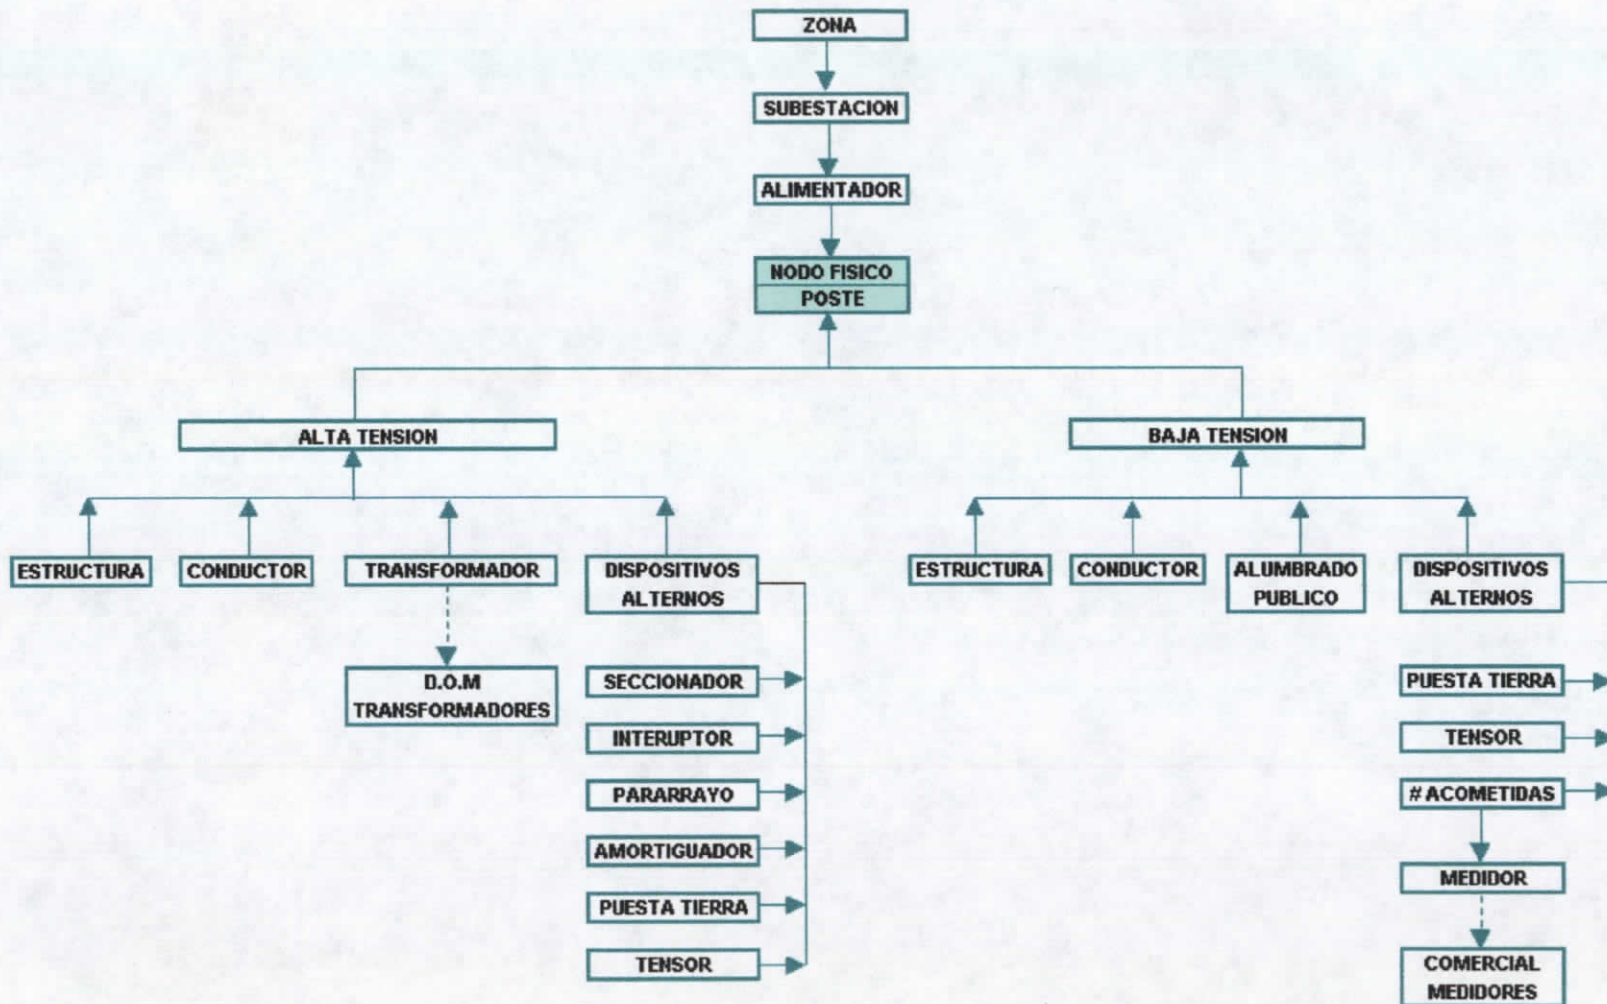 ZONA
SUBESTACION
ALIMENTADOR
NODO FISICO
POSTE
ALTA TENSION
BAJA TENSION
ESTRUCTURA
CONDUCTOR
TRANSFORMADOR
DISPOSITIVOS
ALTERNOS
ESTRUCTURA
CONDUCTOR
ALUMBRADO
PUBLICO
DISPOSITIVOS
ALTERNOS
D.O.M
TRANSFORMADORES
SECCIONADOR
INTERUPTOR
PARARRAYO
AMORTIGUADOR
PUESTA TIERRA
TENSOR
PUESTA TIERRA
TENSOR
# ACOMETIDAS
MEDIDOR
COMERCIAL
MEDIDORES